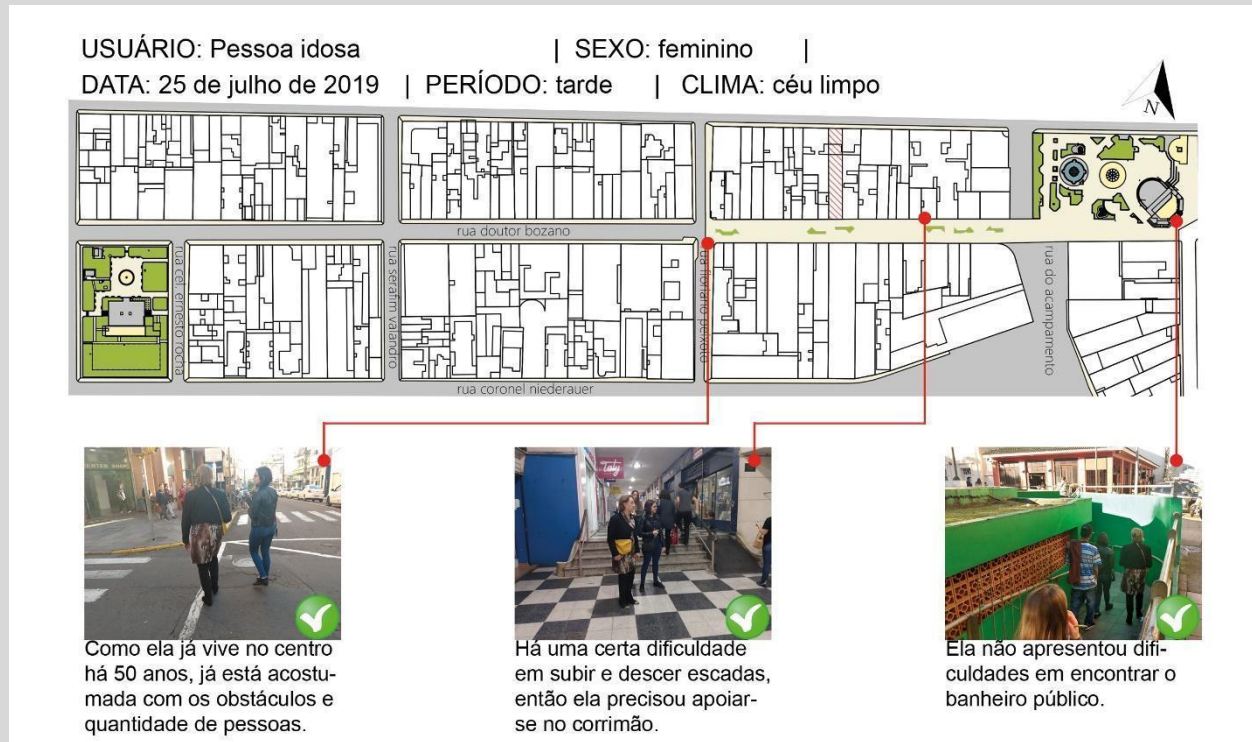 USUÁRIO: Pessoa idosa | SEXO: feminino |
DATA: 25 de julho de 2019 | PERÍODO: tarde | CLIMA: céu limpo
N
rua doutor bozano
rua cel. ernesto rocha
rua serafim valandro
rua floriano peixoto
rua do acampamento
rua coronel niederauer
Taty
Como ela já vive no centro
há 50 anos, já está acostu-
mada com os obstáculos e
quantidade de pessoas.
Há uma certa dificuldade
em subir e descer escadas,
então ela precisou apoiar-
se no corrimão.
Ela não apresentou difi-
culdades em encontrar o
banheiro público.